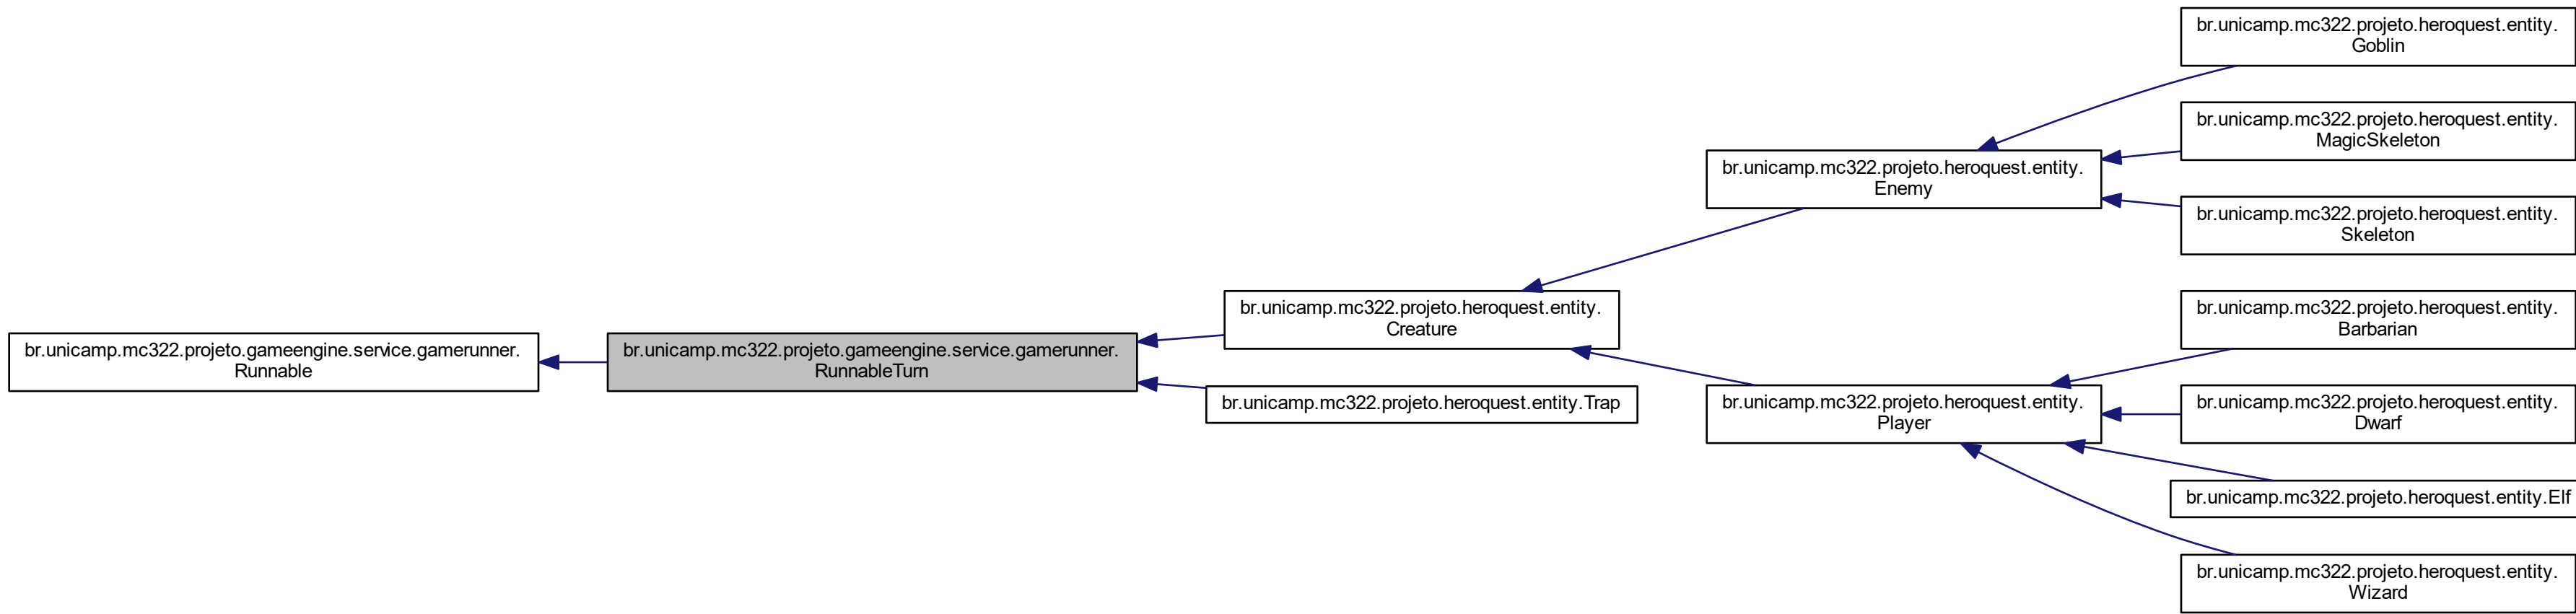 br.unicamp.mc322.projeto.gameengine.service.gamerunner.
Runnable
br.unicamp.mc322.projeto.gameengine.service.gamerunner.
RunnableTurn
br.unicamp.mc322.projeto.heroquest.entity.
Creature
br.unicamp.mc322.projeto.heroquest.entity.Trap
br.unicamp.mc322.projeto.heroquest.entity.
Enemy
br.unicamp.mc322.projeto.heroquest.entity.
Player
br.unicamp.mc322.projeto.heroquest.entity.
Goblin
br.unicamp.mc322.projeto.heroquest.entity.
MagicSkeleton
br.unicamp.mc322.projeto.heroquest.entity.
Skeleton
br.unicamp.mc322.projeto.heroquest.entity.
Barbarian
br.unicamp.mc322.projeto.heroquest.entity.
Dwarf
br.unicamp.mc322.projeto.heroquest.entity.Elf
br.unicamp.mc322.projeto.heroquest.entity.
Wizard